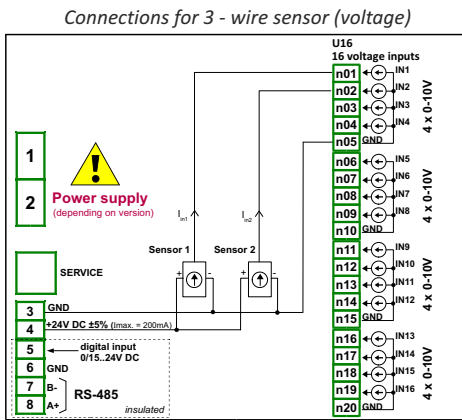 Connections for 3 - wire sensor (voltage)
U16
16 voltage inputs
n01 IN1
n02 IN2
n03 IN3
n04 IN4
n05 GND
4 x 0-10V
n06 IN5
n07 IN6
n08 IN7
n09 IN8
n10 GND
4 x 0-10V
n11 IN9
n12 IN10
n13 IN11
n14 IN12
n15 GND
4 x 0-10V
n16 IN13
n17 IN14
n18 IN15
n19 IN16
n20 GND
4 x 0-10V
1
2
Power supply
(depending on version)
Iin1
Iin2
Sensor 1
Sensor 2
+ -
+ -
SERVICE
3 GND
4 +24V DC ±5% (Imax. = 200mA)
5 digital input
0/15..24V DC
6 GND
7 B-
8 A+
RS-485
insulated